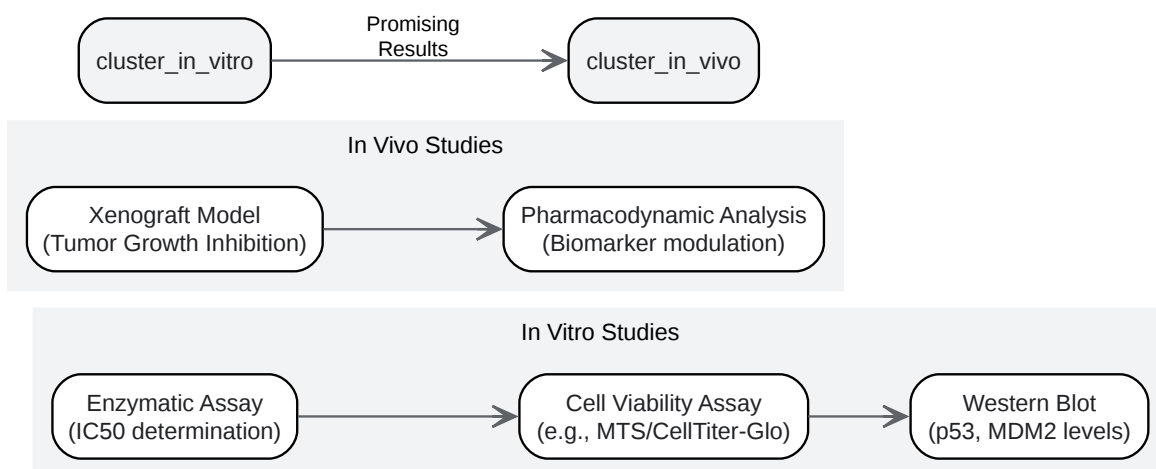 Promising
Results
cluster_in_vitro
cluster_in_vivo
In Vivo Studies
Xenograft Model
(Tumor Growth Inhibition)
Pharmacodynamic Analysis
(Biomarker modulation)
In Vitro Studies
Enzymatic Assay
(IC50 determination)
Cell Viability Assay
(e.g., MTS/CellTiter-Glo)
Western Blot
(p53, MDM2 levels)